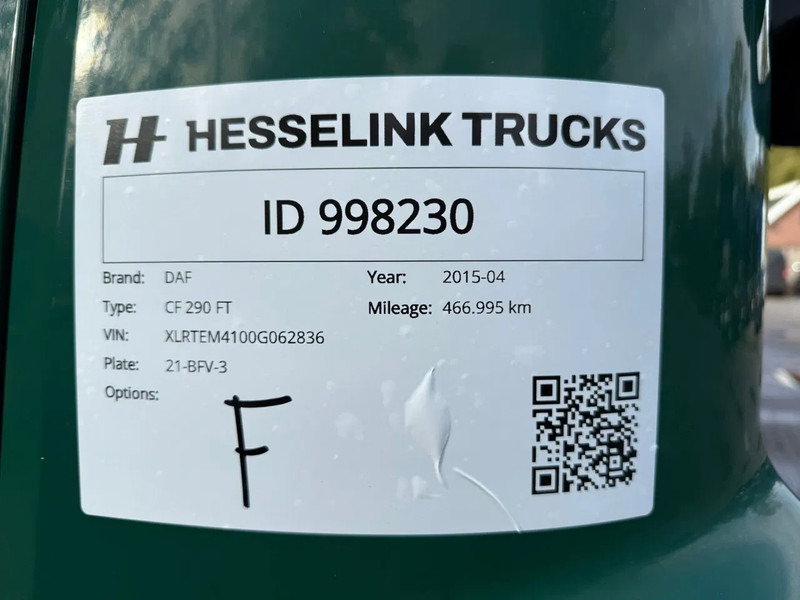 H HESSELINK TRUCKS
ID 998230
Brand: DAF Year: 2015-04
Type: CF 290 FT Mileage: 466.995 km
VIN: XLRTEM4100G062836
Plate: 21-BFV-3
Options:
F